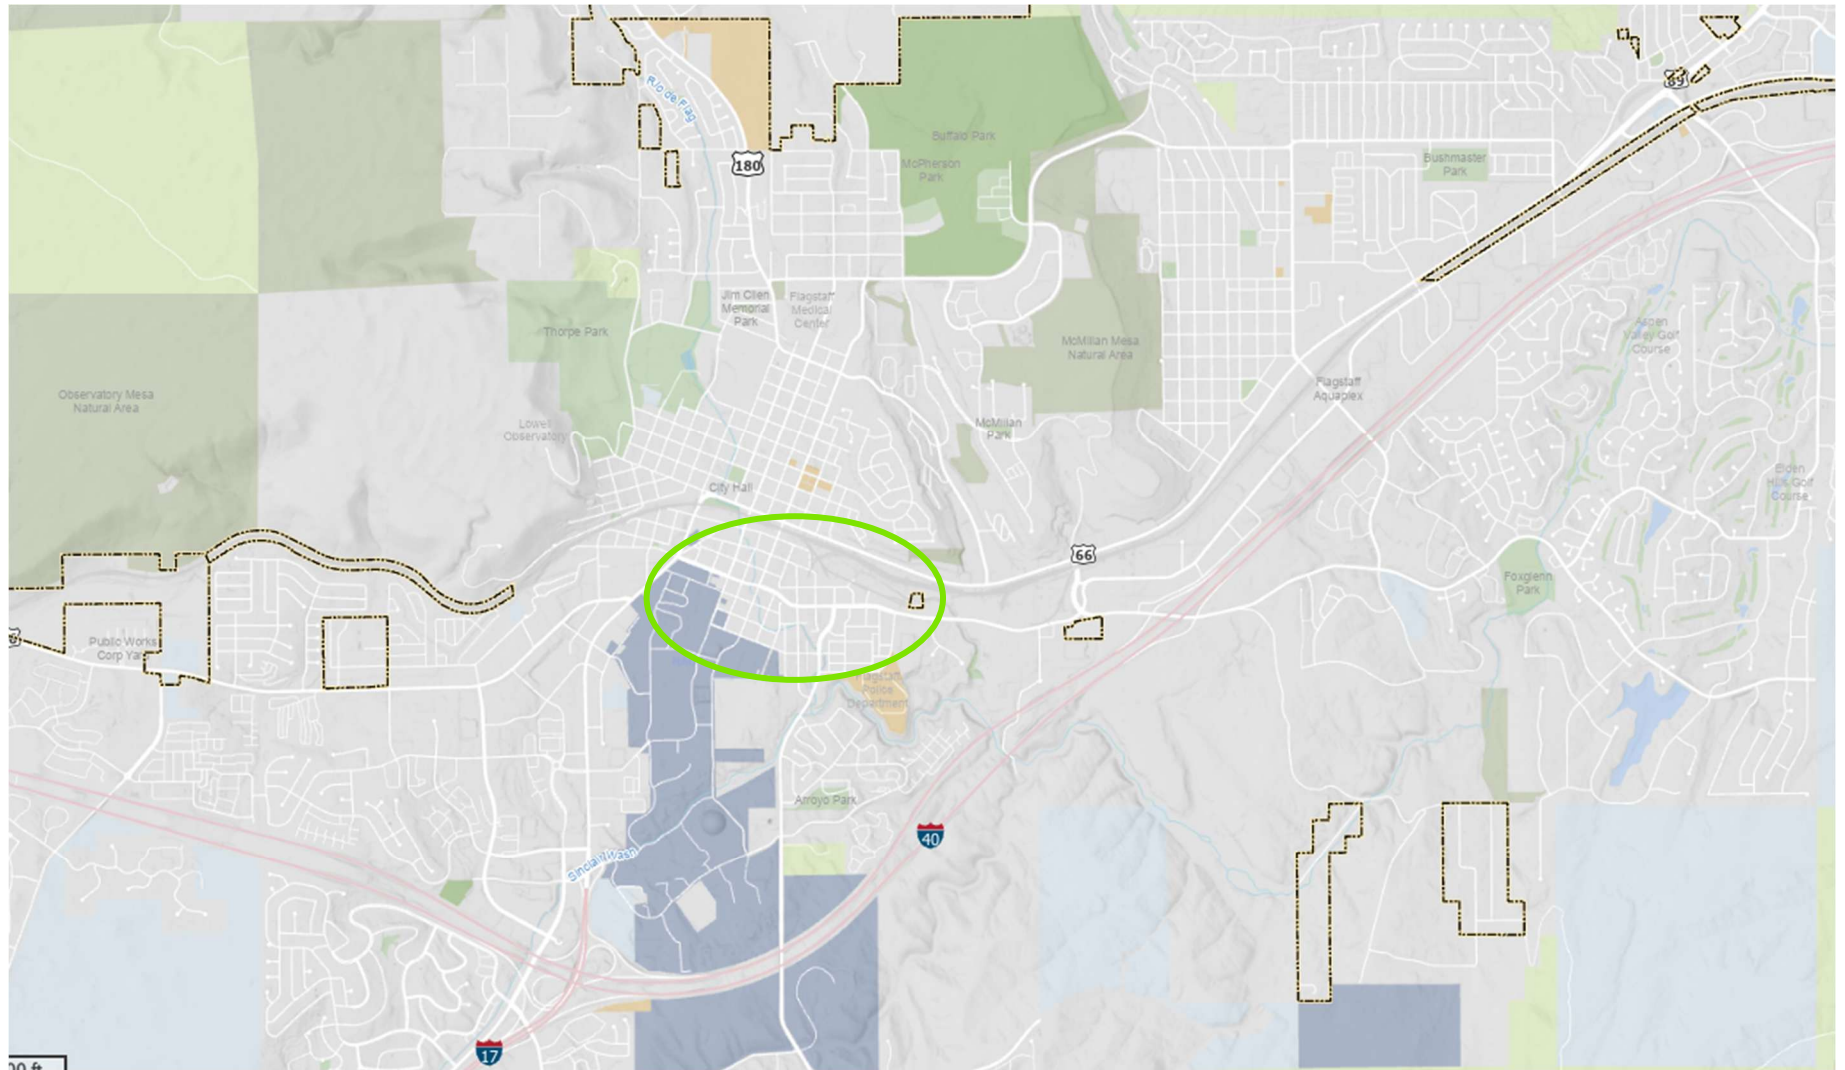 Rio de Flag
180
89
Buffalo Park
McPherson
Park
Bushmaster
Park
Jim Cllen
Memorial
Park
Flagstaff
Medical
Center
Thorpe Park
McMillan Mesa
Natural Area
Aspen
Valley Golf
Course
Observatory Mesa
Natural Area
Flagstaff
Aquaplex
Lowell
Observatory
McMillan
Park
City Hall
Elden
Hills Golf
Course
66
Foxglenn
Park
Public Works
Corp Yard
Flagstaff
Police
Department
Arroyo Park
40
Sinclair Wash
17
00 ft